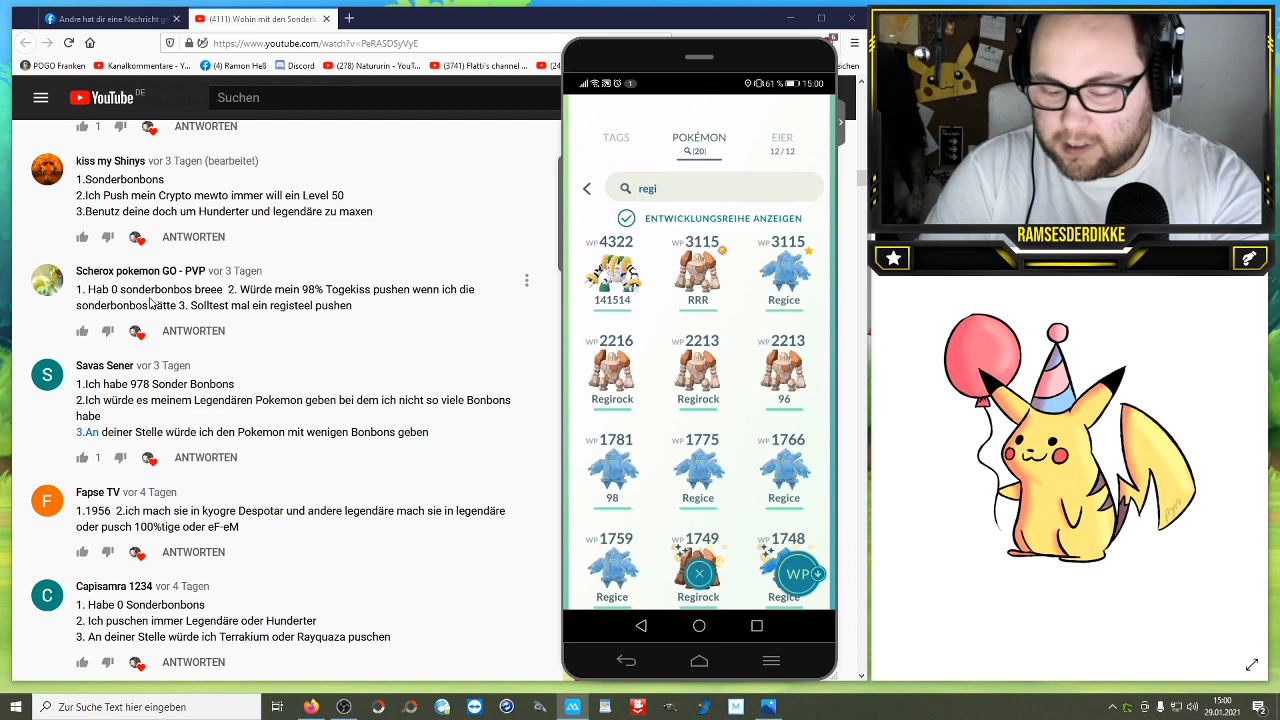 Andre hat dir eine Nachricht g
(4111) Wohin mit den Sonderb
https://www.youtube.com/watch?v=PeRASDSyVyE
POGO Franken
Kanalkommentare - Y...
(4) Ramon Heß
Discord
(278) Natururin - YouT...
(3741) Flatti's channel...
(24
YouTube DE
Suchen
1 ANTWORTEN
kiss my Shinys vor 3 Tagen (bearbeitet)
1.Sonderbonbons
2.Ich Push mein Crypto mewto immer will ein Level 50
3.Benutz deine doch um Hunderter und legendäre zu maxen
ANTWORTEN
Scherox pokemon GO - PVP vor 3 Tagen
1. Hab 0 sonderbonbos breee 2. Würde mein 98% Togekiss pushen wenn ich die
sonderbonbos hätte 3. Solltest mal ein registeel pushen
ANTWORTEN
S
Savas Sener vor 3 Tagen
1.Ich habe 978 Sonder Bonbons
2.Ich würde es meinem Legendären Pokemon geben bei dem ich nicht so viele Bonbons
habe
3.An deiner Stelle würde ich den Pokemon mit wenigen Bonbons geben
1 ANTWORTEN
F
Fapse TV vor 4 Tagen
1.1956 2.ich mach sie in kyogre Despotar und andere legendäre mach sie in legendäre
oder pusch 100%tige oder eF-eM
ANTWORTEN
C
Capisamra 1234 vor 4 Tagen
1. Habe 0 Sonderbonbons
2. Ich puschen immer Legendäre oder Hunderter
3. An deiner Stelle würde ich Terrakium oder Rayquaza puschen
ANTWORTEN
1 61 % 15:00
TAGS POKÉMON EIER
(20) 12 / 12
regi
ENTWICKLUNGSREIHE ANZEIGEN
WP 4322 WP 3115 WP 3115
141514 RRR Regice
WP 2216 WP 2213 WP 2213
Regirock Regirock 96
WP 1781 WP 1775 WP 1766
98 Regice Regice
WP 1759 WP 1749 WP 1748
WP
Regice Regirock Regice
RAMSESDERDIKKE
Zur Suche Text hier eingeben
M
15:00
29.01.2021
2